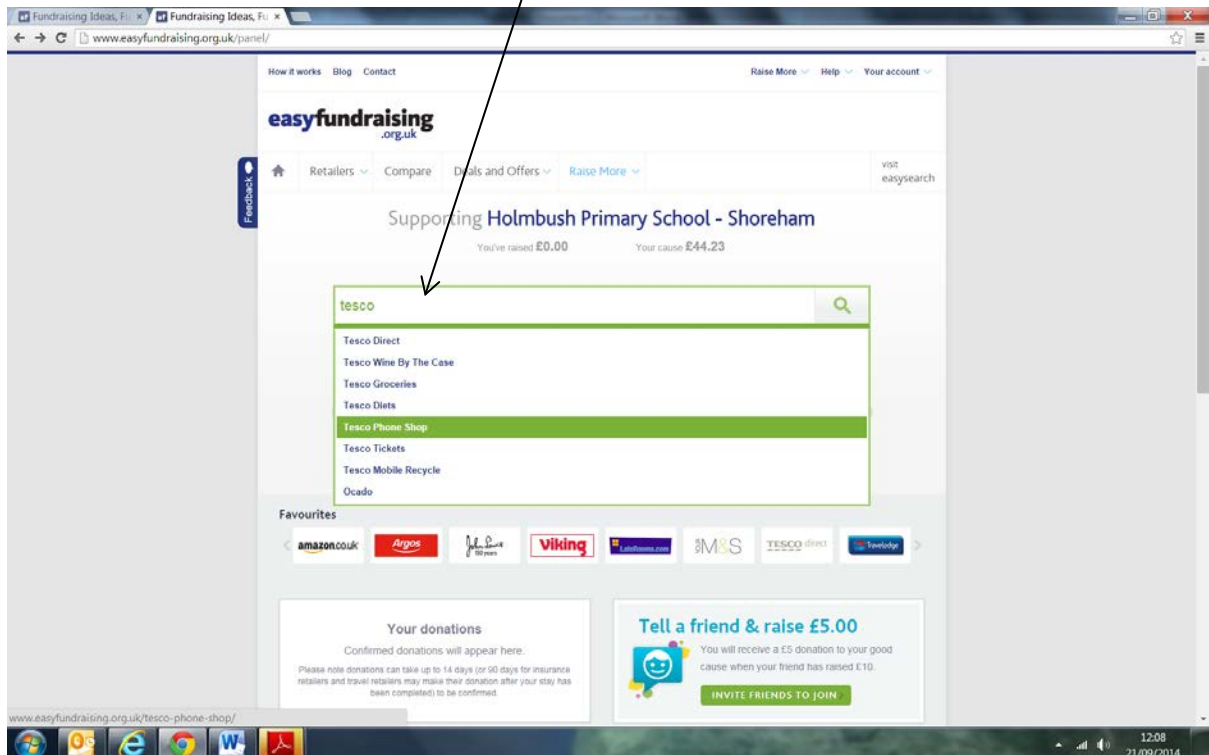 Fundraising Ideas, Fu
Fundraising Ideas, Fu
www.easyfundraising.org.uk/panel/
How it works Blog Contact Raise More Help Your account
easyfundraising
.org.uk
Retailers Compare Deals and Offers Raise More
visit
easysearch
Feedback
Supporting Holmbush Primary School - Shoreham
You've raised £0.00 Your cause £44.23
tesco
Tesco Direct
Tesco Wine By The Case
Tesco Groceries
Tesco Diets
Tesco Phone Shop
Tesco Tickets
Tesco Mobile Recycle
Ocado
Favourites
amazon.co.uk Argos John Lewis Viking LateRooms.com M&S TESCO direct Travelodge
Your donations
Confirmed donations will appear here.
Please note donations can take up to 14 days (or 90 days for insurance
retailers and travel retailers may make their donation after your stay has
been completed) to be confirmed.
Tell a friend & raise £5.00
You will receive a £5 donation to your good
cause when your friend has raised £10.
INVITE FRIENDS TO JOIN
www.easyfundraising.org.uk/tesco-phone-shop/
12:08
21/09/2014